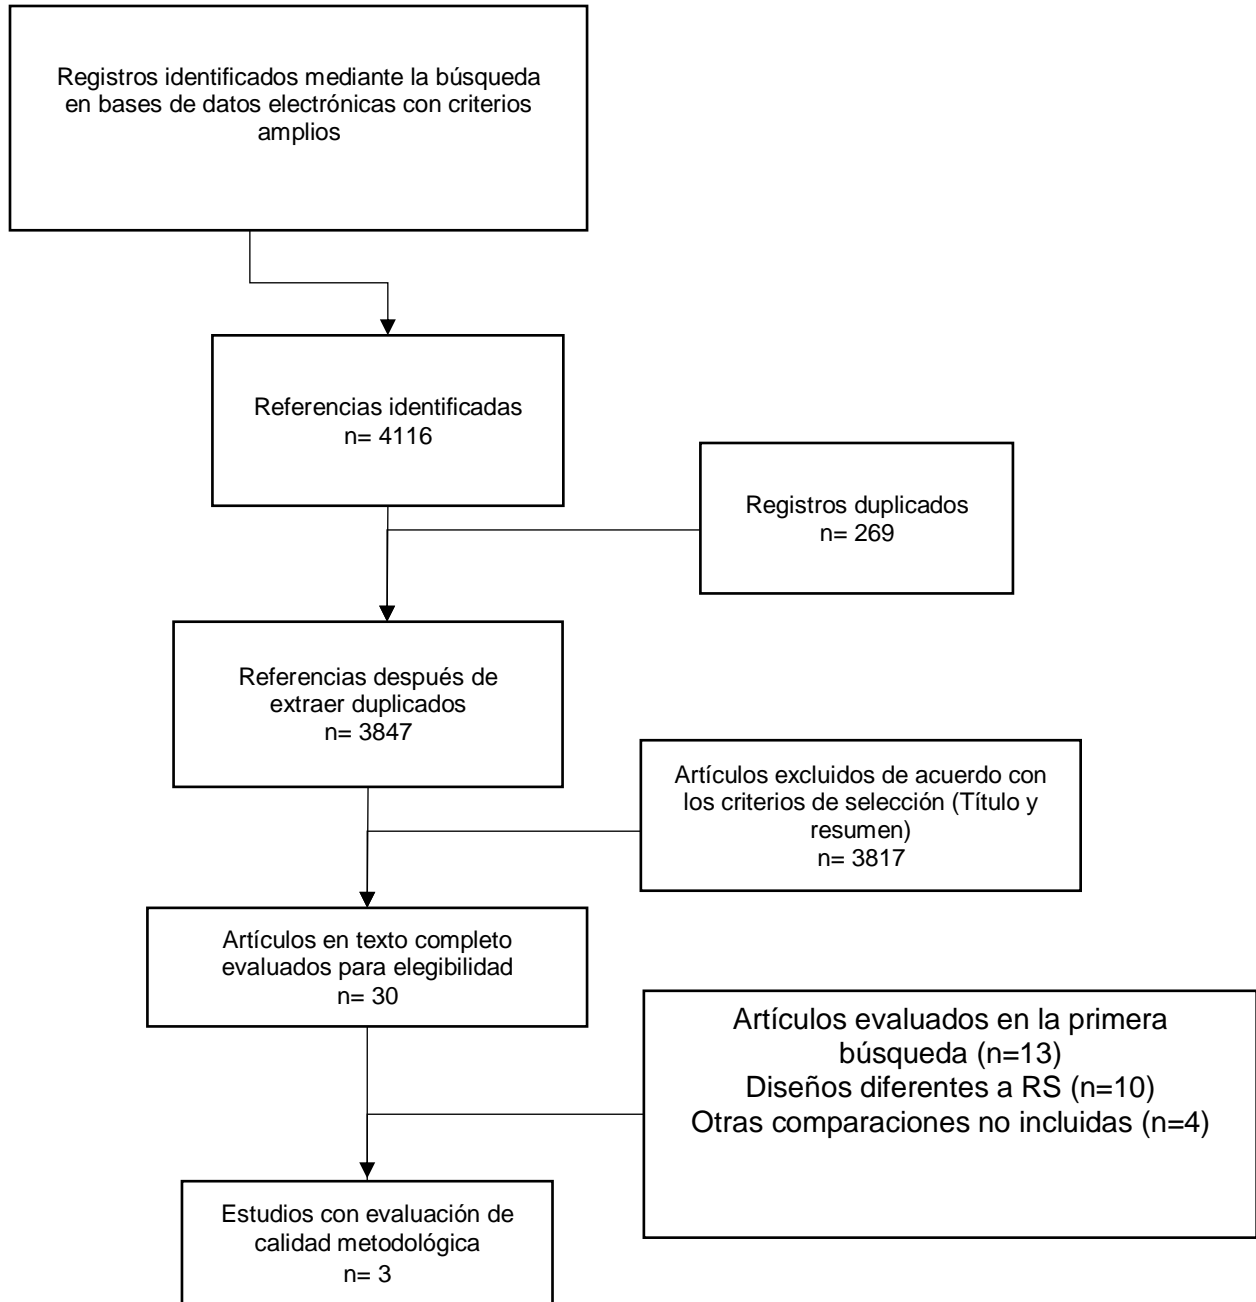 Registros identificados mediante la búsqueda
en bases de datos electrónicas con criterios
amplios
Referencias identificadas
n= 4116
Registros duplicados
n= 269
Referencias después de
extraer duplicados
n= 3847
Artículos excluidos de acuerdo con
los criterios de selección (Título y
resumen)
n= 3817
Artículos en texto completo
evaluados para elegibilidad
n= 30
Artículos evaluados en la primera
búsqueda (n=13)
Diseños diferentes a RS (n=10)
Otras comparaciones no incluidas (n=4)
Estudios con evaluación de
calidad metodológica
n= 3